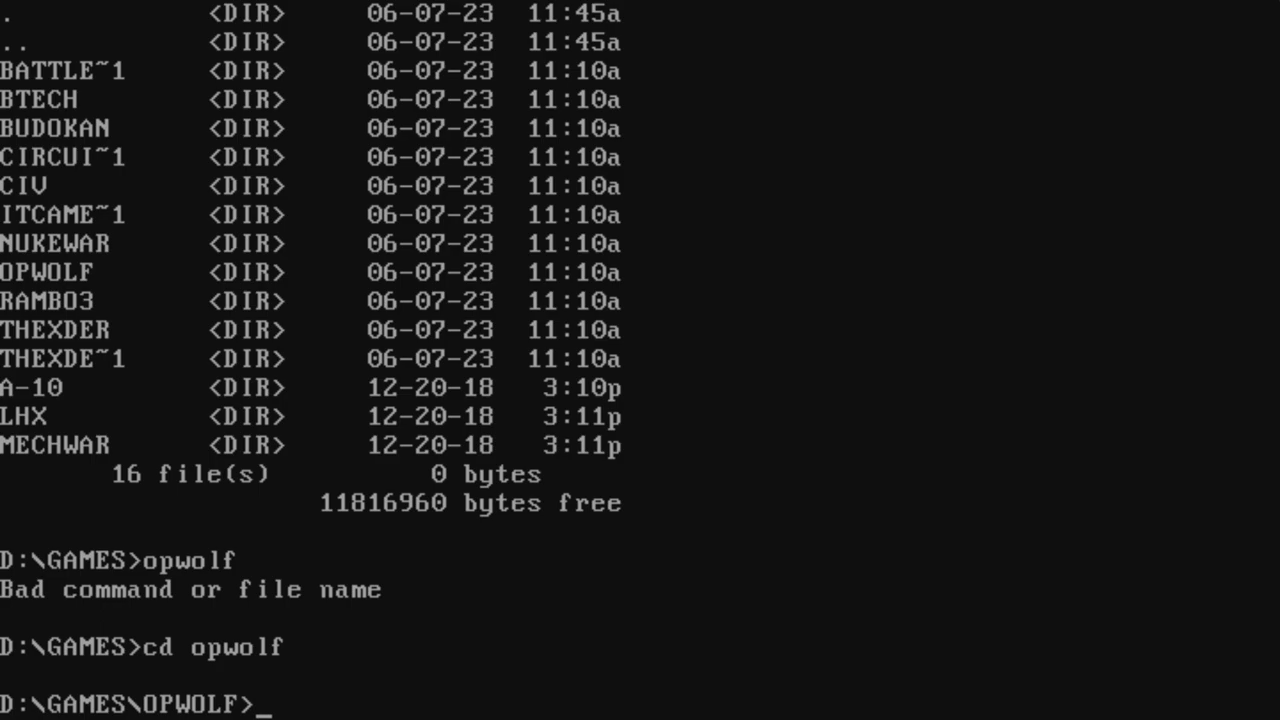 . <DIR> 06-07-23 11:45a
.. <DIR> 06-07-23 11:45a
BATTLE~1 <DIR> 06-07-23 11:10a
BTECH <DIR> 06-07-23 11:10a
BUDOKAN <DIR> 06-07-23 11:10a
CIRCUI~1 <DIR> 06-07-23 11:10a
CIV <DIR> 06-07-23 11:10a
ITCAME~1 <DIR> 06-07-23 11:10a
NUKEWAR <DIR> 06-07-23 11:10a
OPWOLF <DIR> 06-07-23 11:10a
RAMBO3 <DIR> 06-07-23 11:10a
THEXDER <DIR> 06-07-23 11:10a
THEXDE~1 <DIR> 06-07-23 11:10a
A-10 <DIR> 12-20-18 3:10p
LHX <DIR> 12-20-18 3:11p
MECHWAR <DIR> 12-20-18 3:11p
16 file(s) 0 bytes
11816960 bytes free
D:\GAMES>opwolf
Bad command or file name
D:\GAMES>cd opwolf
D:\GAMES\OPWOLF>_